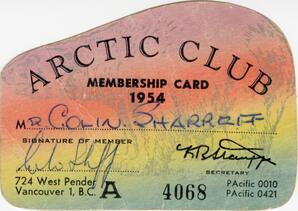 ARCTIC CLUB
MEMBERSHIP CARD
1954
MR COLIN. SHARREFF
SIGNATURE OF MEMBER
SECRETARY
724 West Pender
Vancouver 1, B.C.
A 4068
PAcific 0010
PAcific 0421